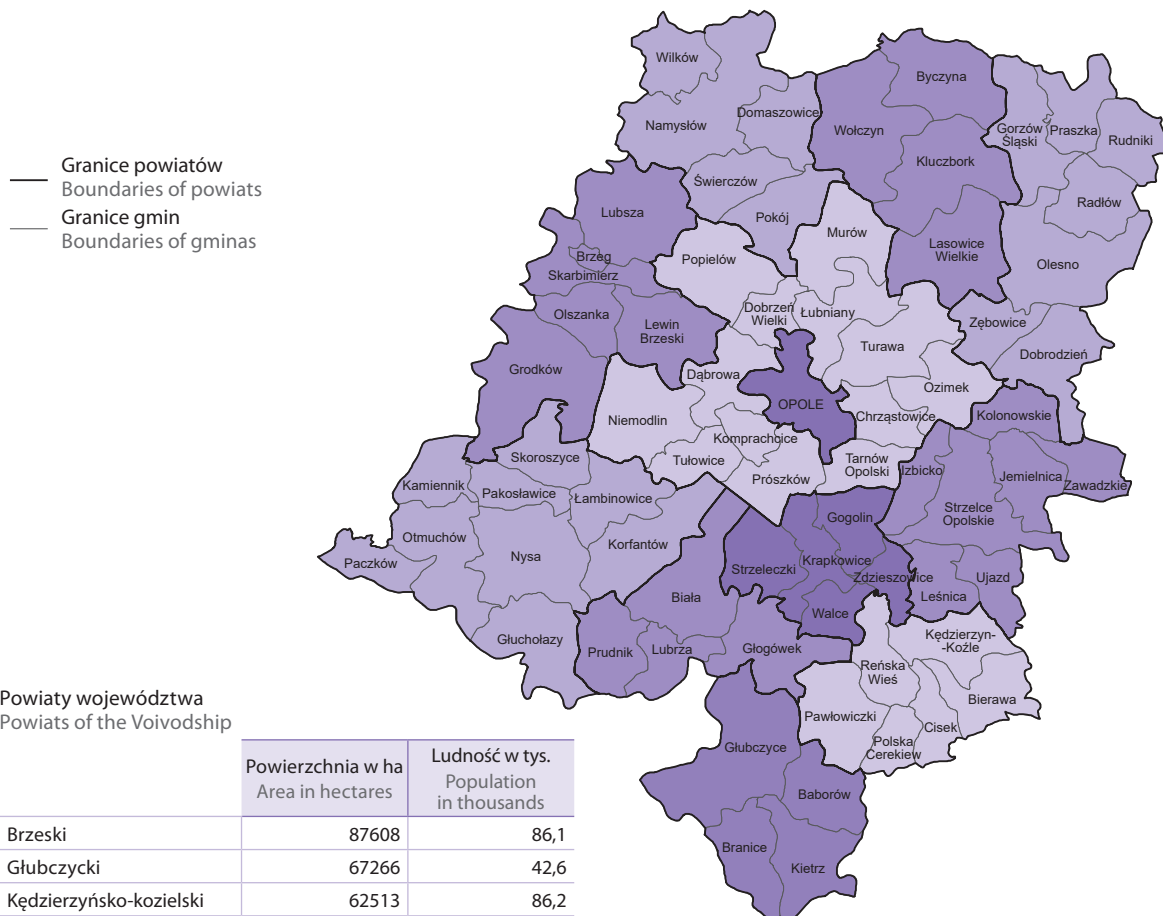 Granice powiatów
Boundaries of powiats
Granice gmin
Boundaries of gminas
Wilków
Byczyna
Domaszowice
Namysłów
Wołczyn
Gorzów
Śląski
Praszka
Rudniki
Kluczbork
Świerczów
Radłów
Lubsza
Pokój
Murów
Lasowice
Wielkie
Brzeg
Skarbimierz
Popielów
Olesno
Olszanka
Lewin
Brzeski
Dobrzeń
Wielki
Łubniany
Zębowice
Turawa
Dobrodzień
Grodków
Dąbrowa
Ozimek
OPOLE
Niemodlin
Chrząstowice
Kolonowskie
Komprachcice
Skoroszyce
Tułowice
Tarnów
Opolski
Izbicko
Jemielnica
Zawadzkie
Kamiennik
Pakosławice
Łambinowice
Prószków
Strzelce
Opolskie
Gogolin
Otmuchów
Nysa
Korfantów
Paczków
Strzeleczki
Krapkowice
Zdzieszowice
Ujazd
Leśnica
Biała
Walce
Głuchołazy
Prudnik
Lubrza
Głogówek
Kędzierzyn-
-Koźle
Reńska
Wieś
Bierawa
Pawłowiczki
Cisek
Polska
Cerekiew
Głubczyce
Baborów
Branice
Kietrz
Powiaty województwa
Powiats of the Voivodship
Powierzchnia w ha
Area in hectares
Ludność w tys.
Population
in thousands
Brzeski 87608 86,1
Głubczycki 67266 42,6
Kędzierzyńsko-kozielski 62513 86,2